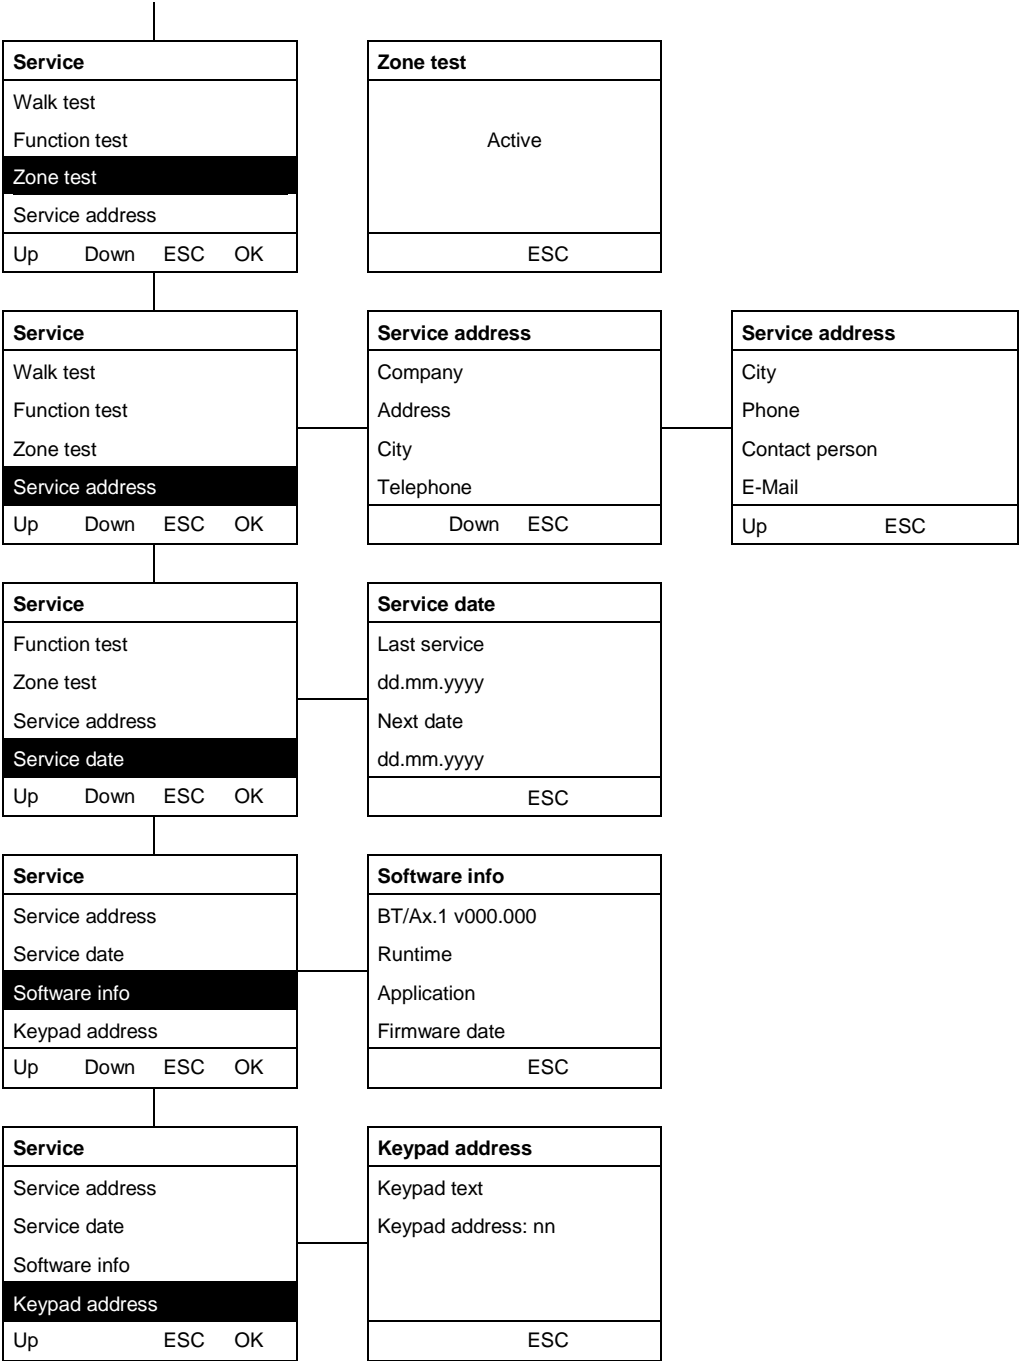 Service
Walk test
Function test
Zone test
Service address
Up Down ESC OK
Zone test
Active
ESC
Service
Walk test
Function test
Zone test
Service address
Up Down ESC OK
Service address
Company
Address
City
Telephone
Down ESC
Service address
City
Phone
Contact person
E-Mail
Up ESC
Service
Function test
Zone test
Service address
Service date
Up Down ESC OK
Service date
Last service
dd.mm.yyyy
Next date
dd.mm.yyyy
ESC
Service
Service address
Service date
Software info
Keypad address
Up Down ESC OK
Software info
BT/Ax.1 v000.000
Runtime
Application
Firmware date
ESC
Service
Service address
Service date
Software info
Keypad address
Up ESC OK
Keypad address
Keypad text
Keypad address: nn
ESC